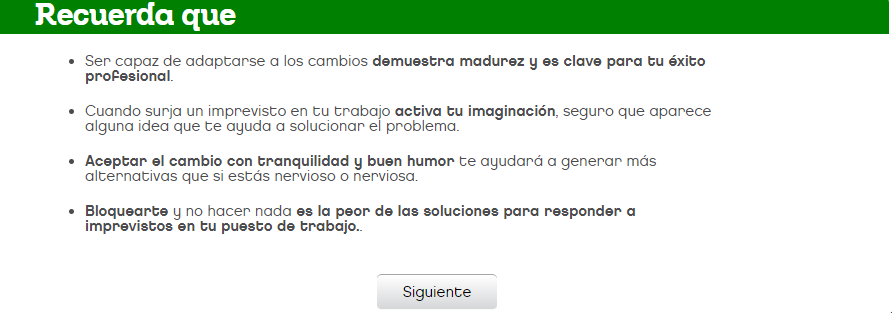 Recuerda que
Ser capaz de adaptarse a los cambios demuestra madurez y es clave para tu éxito
profesional.
Cuando surja un imprevisto en tu trabajo activa tu imaginación, seguro que aparece
alguna idea que te ayuda a solucionar el problema.
Aceptar el cambio con tranquilidad y buen humor te ayudará a generar más
alternativas que si estás nervioso o nerviosa.
Bloquearte y no hacer nada es la peor de las soluciones para responder a
imprevistos en tu puesto de trabajo..
Siguiente